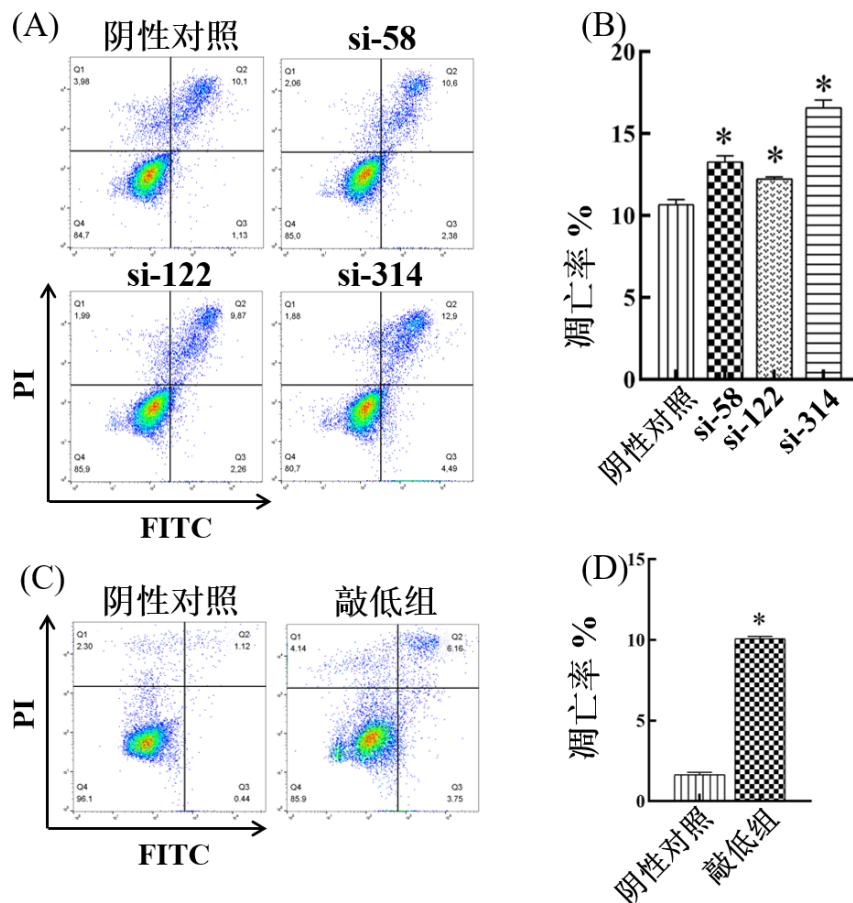 (A)
阴性对照
si-58
Q1
3,98
Q2
10,1
Q4
84,7
Q3
1,13
Q1
2,06
Q2
10,6
Q4
85,0
Q3
2,38
si-122
si-314
Q1
1,99
Q2
9,87
Q4
85,9
Q3
2,26
Q1
1,88
Q2
12,9
Q4
80,7
Q3
4,49
PI
FITC
(B)
凋亡率 %
20
15
10
5
0
*
*
*
阴性对照
si-58
si-122
si-314
(C)
阴性对照
敲低组
Q1
2.30
Q2
1.12
Q4
96.1
Q3
0.44
Q1
4.14
Q2
6.16
Q4
85.9
Q3
3.75
PI
FITC
(D)
凋亡率 %
15
10
5
0
*
阴性对照
敲低组